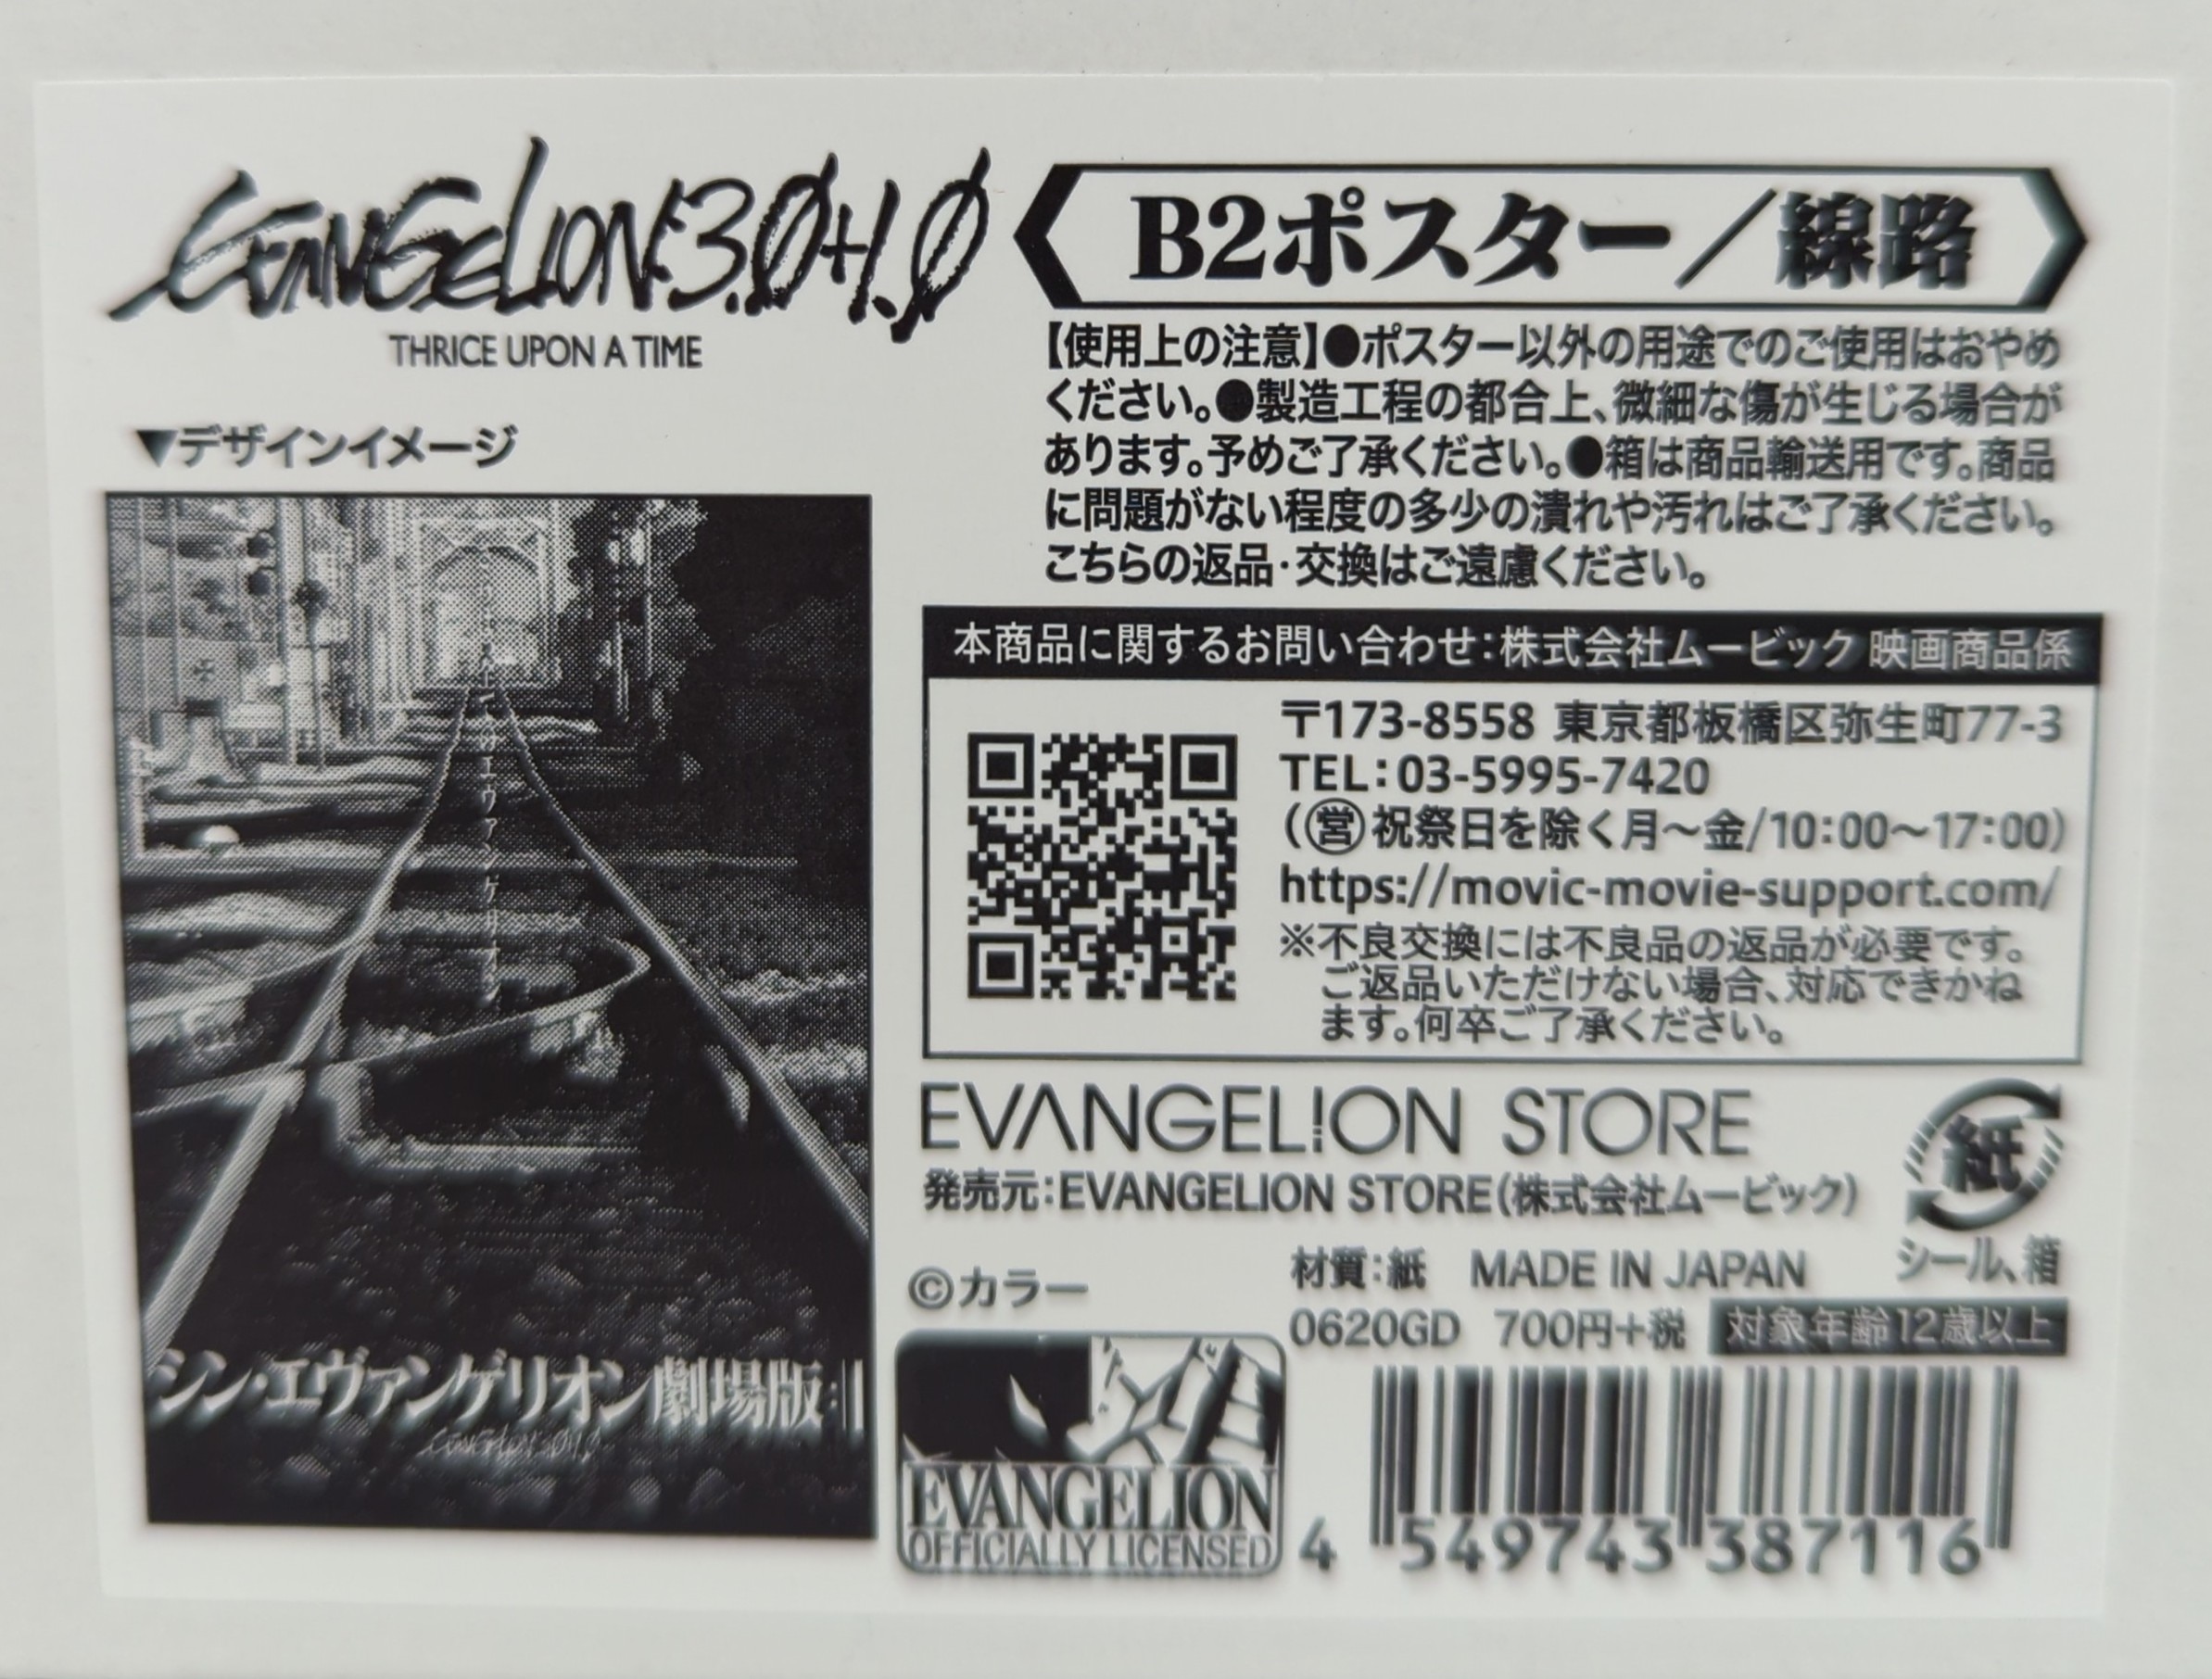 EVANGELION:3.0+1.0
THRICE UPON A TIME
B2ポスター／線路
【使用上の注意】●ポスター以外の用途でのご使用はおやめ
ください。●製造工程の都合上、微細な傷が生じる場合が
あります。予めご了承ください。●箱は商品輸送用です。商品
に問題がない程度の多少の潰れや汚れはご了承ください。
こちらの返品・交換はご遠慮ください。
▼デザインイメージ
シン・エヴァンゲリオン劇場版:||
本商品に関するお問い合わせ：株式会社ムービック 映画商品係
〒173-8558 東京都板橋区弥生町77-3
TEL：03-5995-7420
（営祝祭日を除く月～金/10：00～17：00）
https://movic-movie-support.com/
※不良交換には不良品の返品が必要です。
ご返品いただけない場合、対応できかね
ます。何卒ご了承ください。
EVANGELION STORE
発売元：EVANGELION STORE（株式会社ムービック）
紙
シール、箱
©カラー
材質：紙 MADE IN JAPAN
0620GD 700円+税 対象年齢12歳以上
EVANGELION
OFFICIALLY LICENSED
4 549743 387116